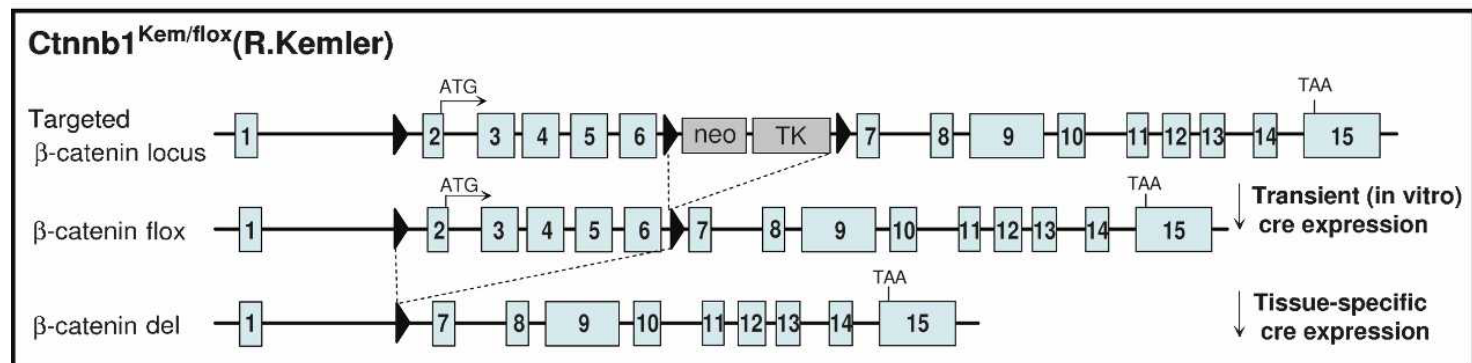 Ctnnb1Kem/flox(R.Kemler)
ATG
TAA
Targeted
β-catenin locus
1 2 3 4 5 6 neo TK 7 8 9 10 11 12 13 14 15
ATG
TAA
β-catenin flox
1 2 3 4 5 6 7 8 9 10 11 12 13 14 15
Transient (in vitro)
cre expression
TAA
β-catenin del
1 7 8 9 10 11 12 13 14 15
Tissue-specific
cre expression